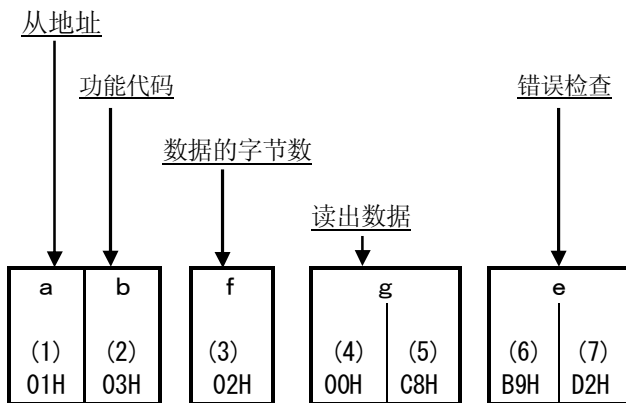 从地址
功能代码
错误检查
数据的字节数
读出数据
a b f g e
(1) (2) (3) (4) (5) (6) (7)
01H 03H 02H 00H C8H B9H D2H